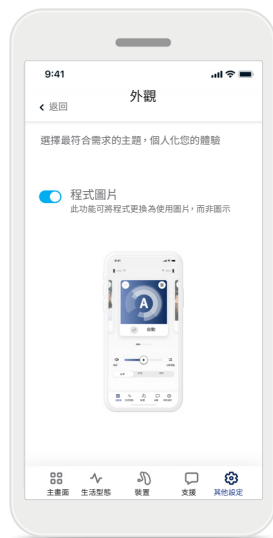 9:41
外觀
返回
選擇最符合需求的主題，個人化您的體驗
程式圖片
此功能可將程式更換為使用圖片，而非圖示
A
自動
主畫面
生活型態
裝置
支援
其他設定